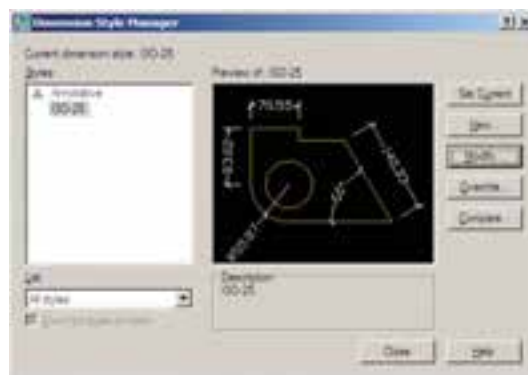 Dimension Style Manager
Current dimension style: ISO-25
Styles:
Annotative
ISO-25
Preview of: ISO-25
Set Current
New...
Modify...
Override...
Compare...
List:
All styles
Description
ISO-25
Close
Help